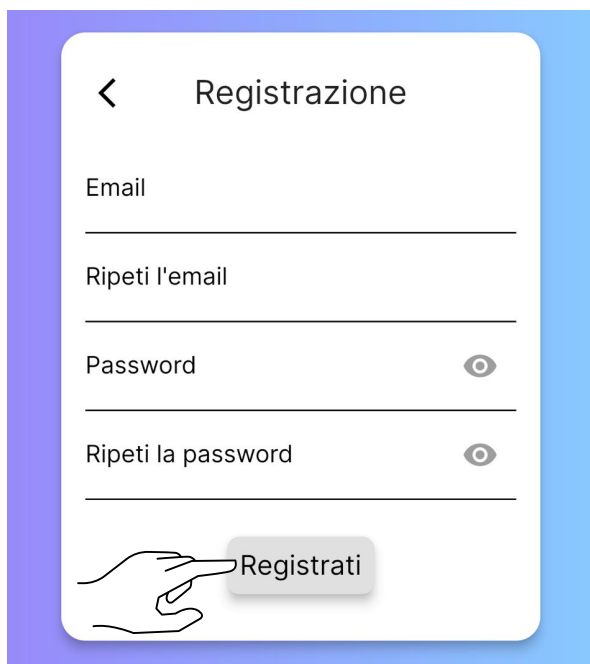 Registrazione
Email
Ripeti l'email
Password
Ripeti la password
Registrati